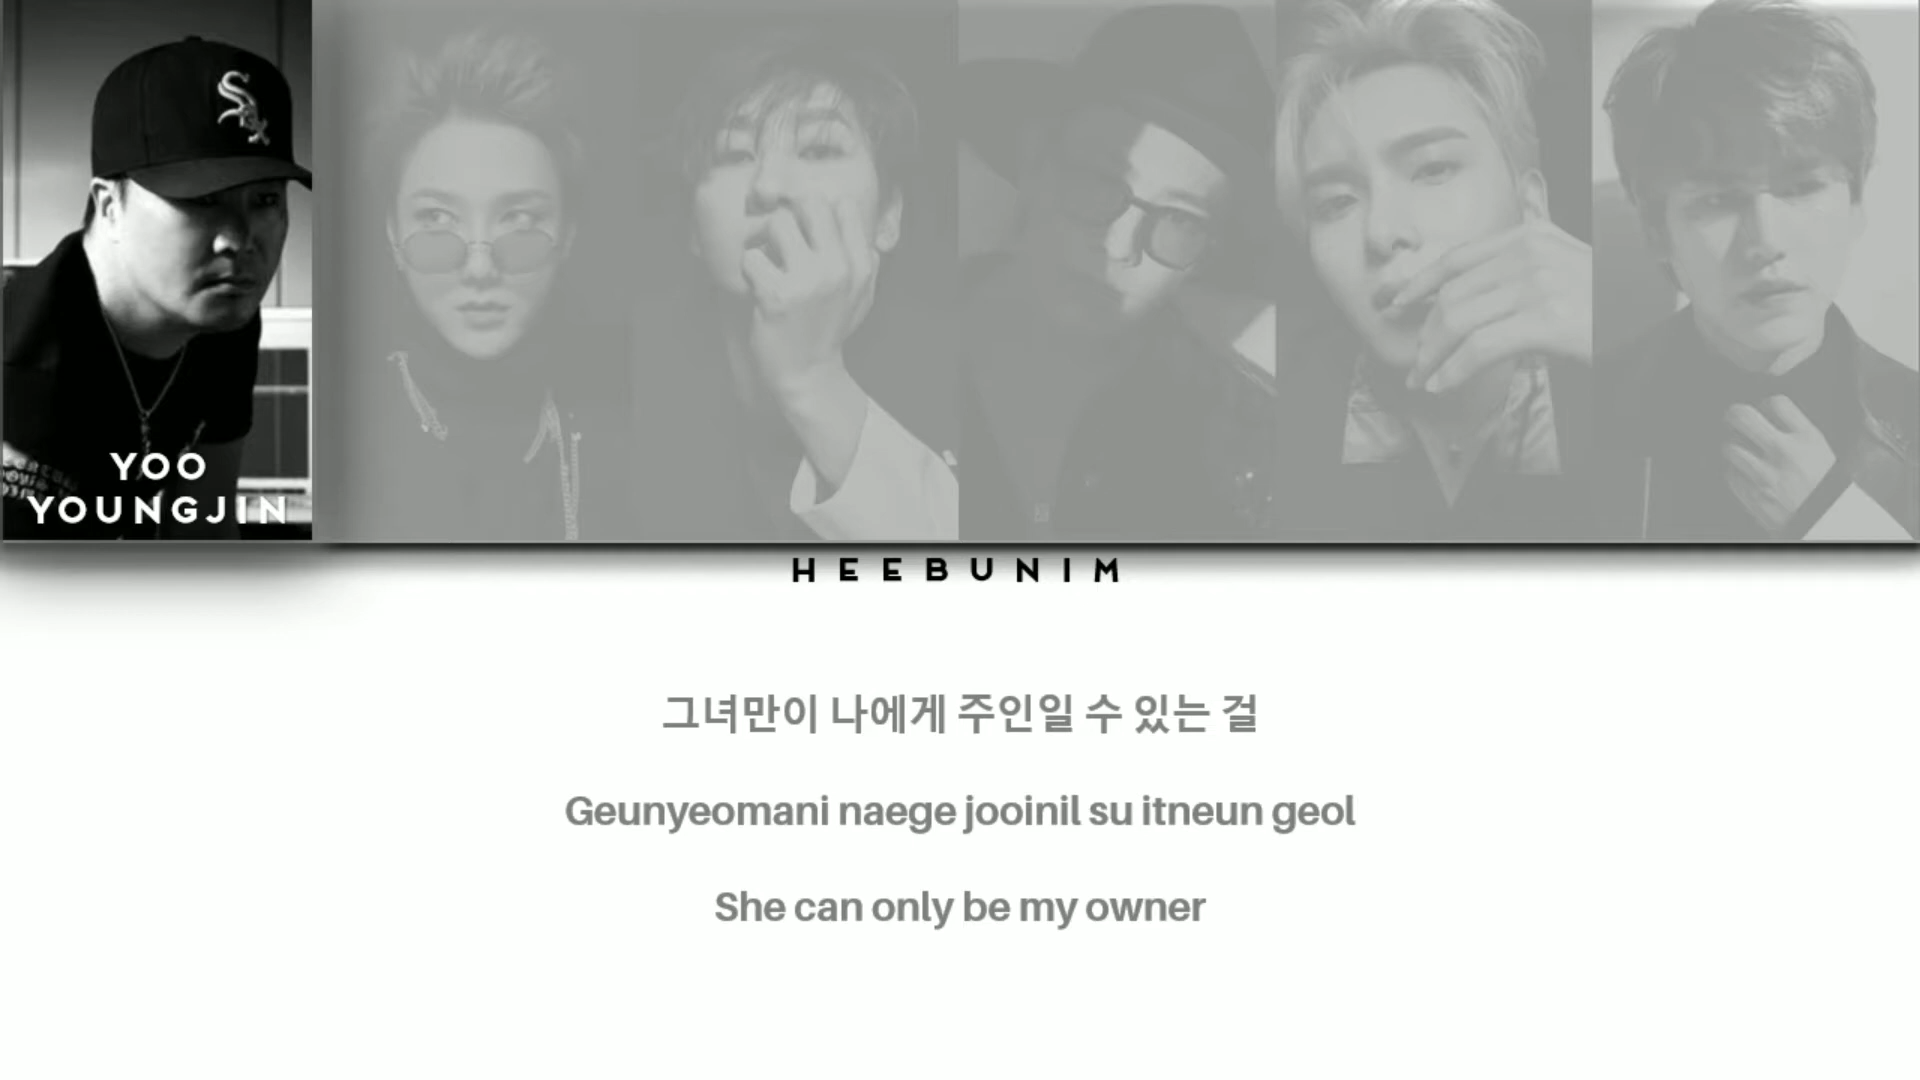 Sox
YOO
YOUNGJIN
HEEBUNIM
그녀만이 나에게 주인일 수 있는 걸
Geunyeomani naege jooinil su itneun geol
She can only be my owner